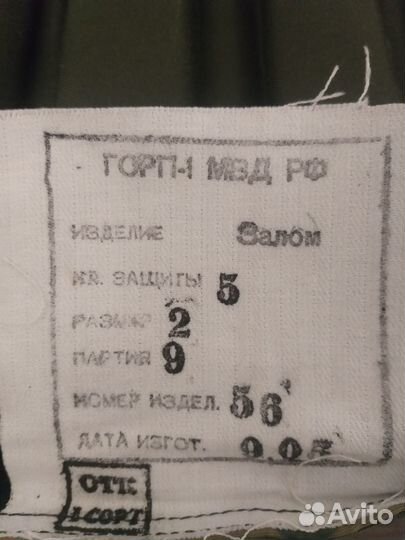 ГОРП-1 МВД РФ
ИЗДЕЛИЕ Залом
КЛ. ЗАЩИТЫ 5
РАЗМЕР 2
ПАРТИЯ 9
НОМЕР ИЗДЕЛ. 56
ДАТА ИЗГОТ.
ОТК
1 СОРТ
Avito